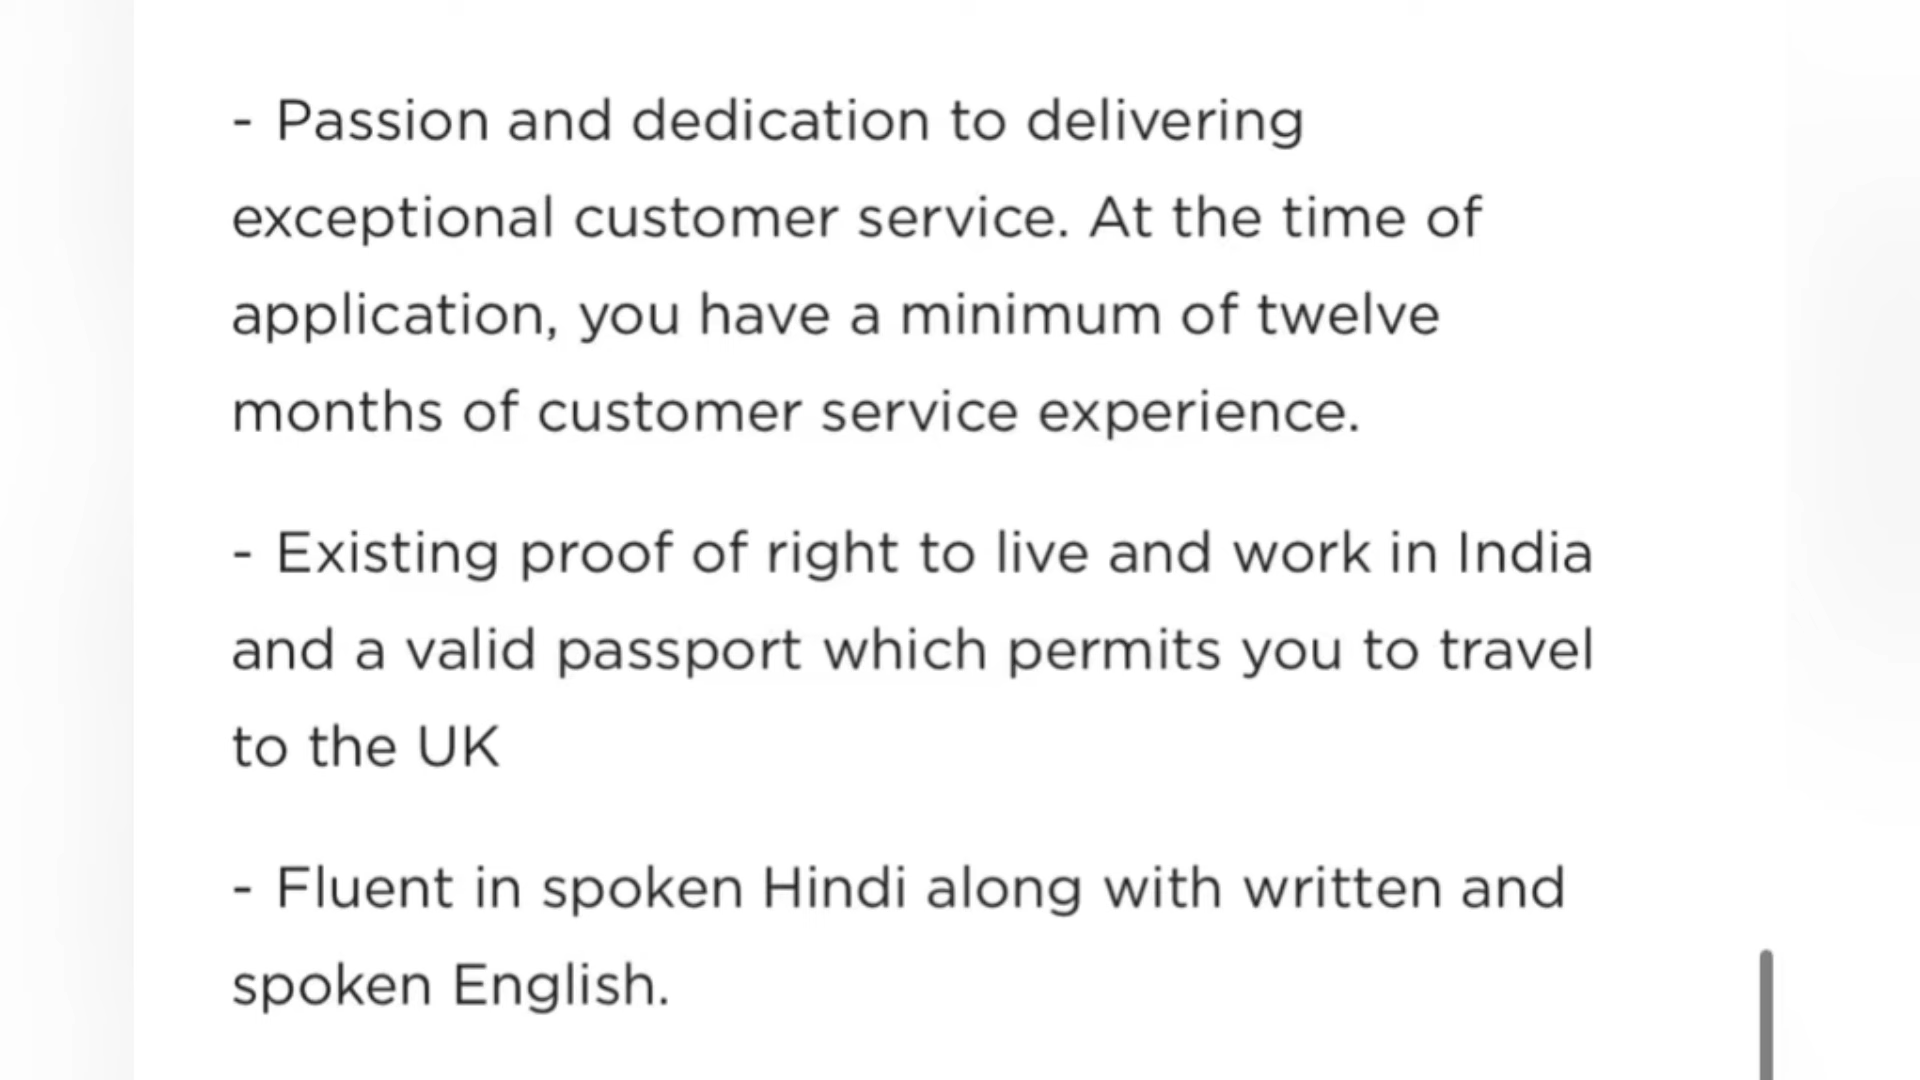 - Passion and dedication to delivering
exceptional customer service. At the time of
application, you have a minimum of twelve
months of customer service experience.
- Existing proof of right to live and work in India
and a valid passport which permits you to travel
to the UK
- Fluent in spoken Hindi along with written and
spoken English.